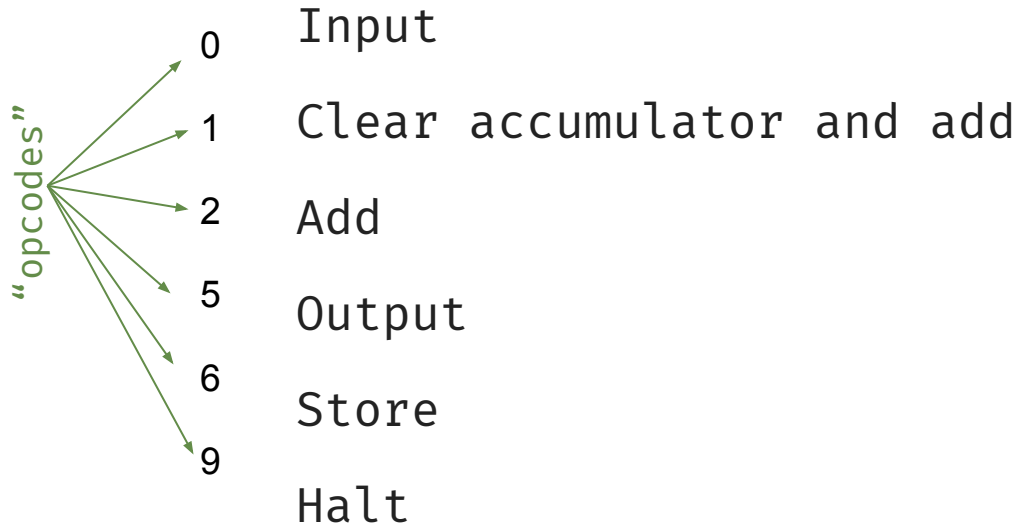 “opcodes”
0 Input
1 Clear accumulator and add
2 Add
5 Output
6 Store
9 Halt